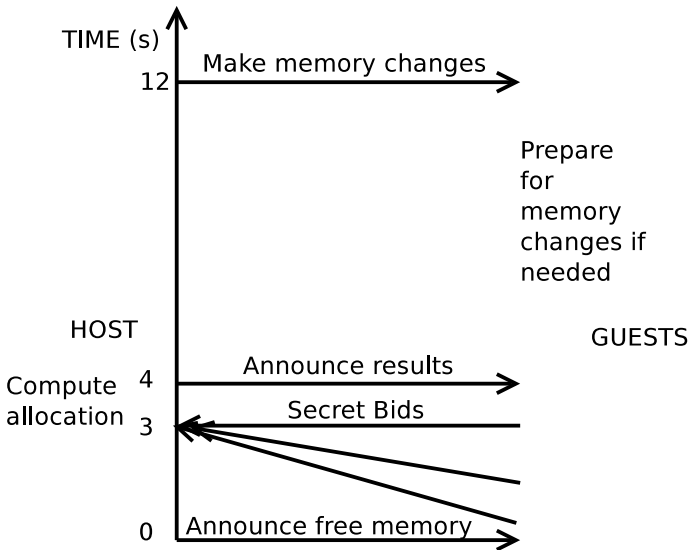 TIME (s)
Make memory changes
12
Prepare
for
memory
changes if
needed
HOST
GUESTS
Announce results
4
Compute
allocation
Secret Bids
3
Announce free memory
0